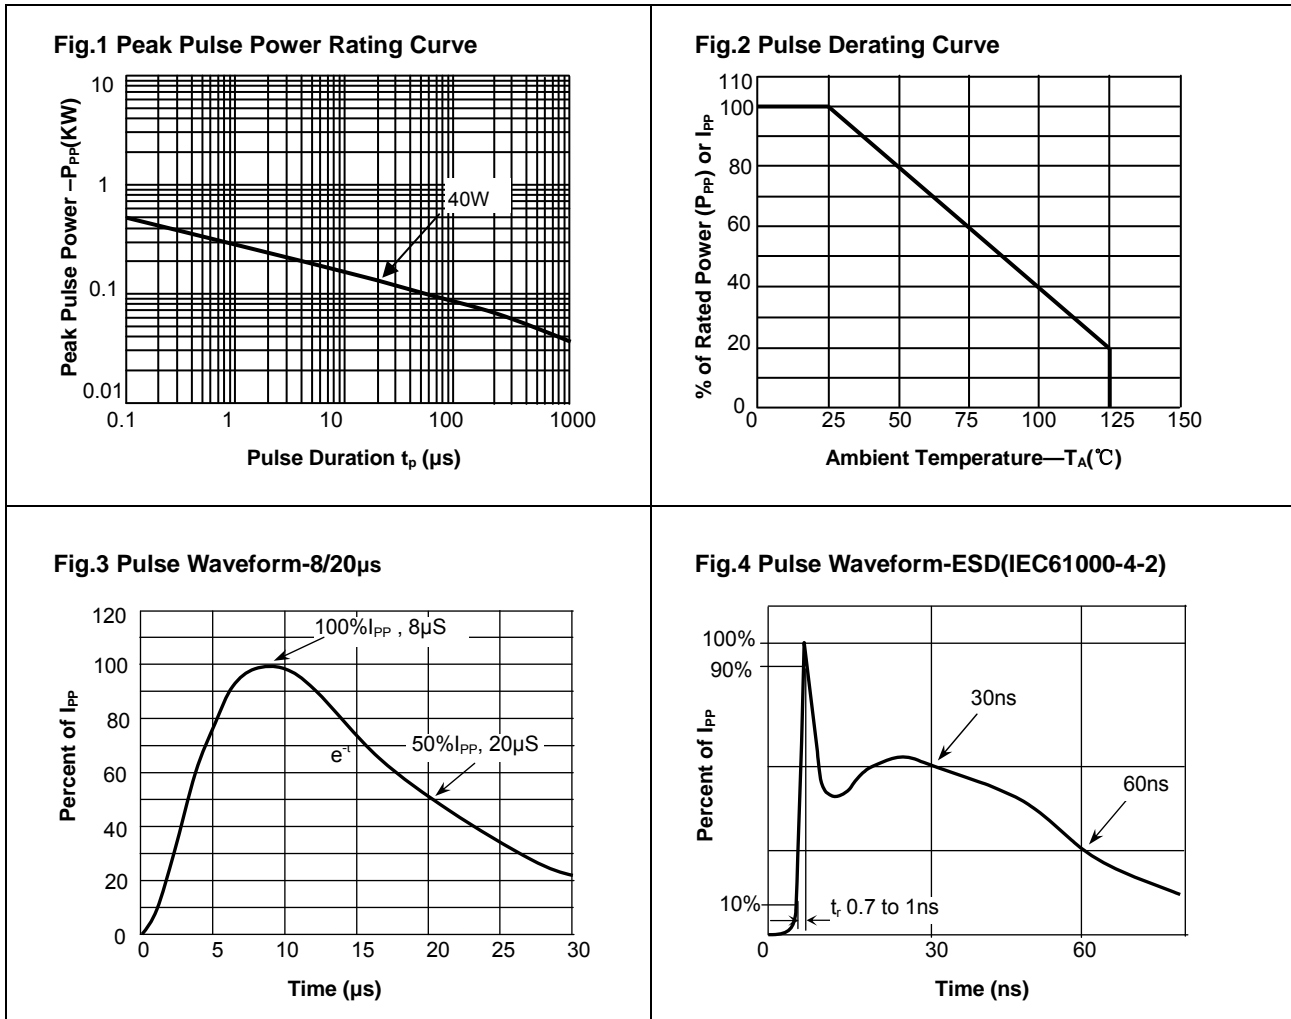 Fig.1 Peak Pulse Power Rating Curve
Peak Pulse Power –PPP(KW)
10
1
0.1
0.01
40W
0.1 1 10 100 1000
Pulse Duration tp (µs)
Fig.2 Pulse Derating Curve
% of Rated Power (PPP) or IPP
110
100
80
60
40
20
0
25 50 75 100 125 150
Ambient Temperature—TA(℃)
Fig.3 Pulse Waveform-8/20µs
Percent of IPP
120
100
80
60
40
20
0
100%IPP , 8µS
e-t
50%IPP, 20µS
0 5 10 15 20 25 30
Time (µs)
Fig.4 Pulse Waveform-ESD(IEC61000-4-2)
Percent of IPP
100%
90%
10%
30ns
60ns
tr 0.7 to 1ns
0 30 60
Time (ns)